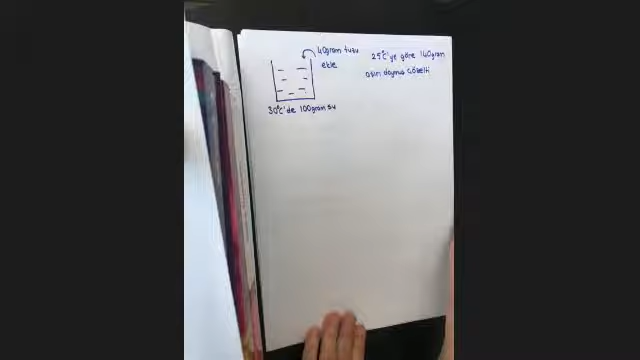 40gram tuzu
ekle
30°C'de 100gram su
25°C'ye göre 140gram
aşırı doymuş çözelti